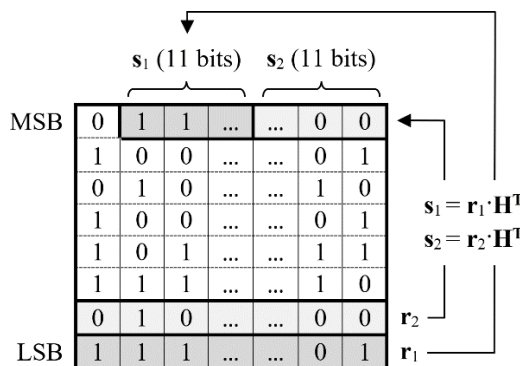 s₁ (11 bits) s₂ (11 bits)
MSB 0 1 1 ... ... 0 0
1 0 0 ... ... 0 1
0 1 0 ... ... 1 0
1 0 0 ... ... 0 1
1 0 1 ... ... 1 1
1 1 1 ... ... 1 0
0 1 0 ... ... 0 0 r₂
LSB 1 1 1 ... ... 0 1 r₁
s₁ = r₁·Hᵀ
s₂ = r₂·Hᵀ